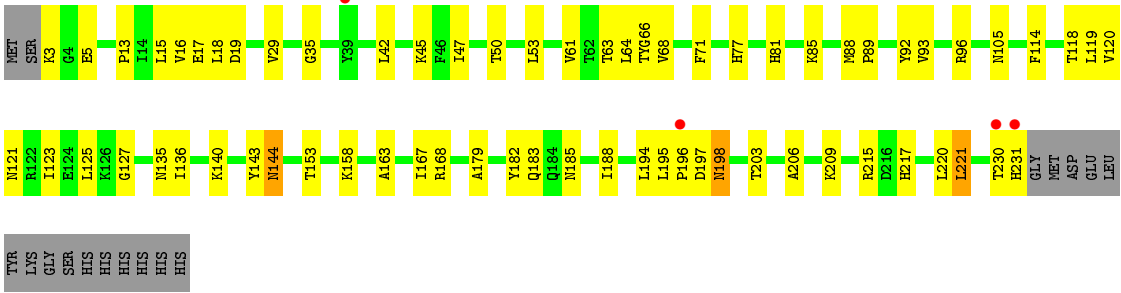 MET SER K3 G4 E5 P13 I14 L15 V16 E17 L18 D19 V29 G35 Y39 L42 K45 F46 I47 T50 L53 V61 T62 T63 L64 TYG66 V68 F71 H77 H81 K85 M88 P89 Y92 V93 R96 N105 F114 T118 L119 V120
N121 R122 I123 E124 L125 K126 G127 N135 I136 K140 Y143 N144 T153 K158 A163 I167 R168 A179 Y182 Q183 Q184 N185 I188 L194 L195 P196 D197 N198 T203 A206 K209 R215 D216 H217 L220 L221 T230 H231 GLY MET ASP GLU LEU
TYR LYS GLY SER HIS HIS HIS HIS HIS HIS